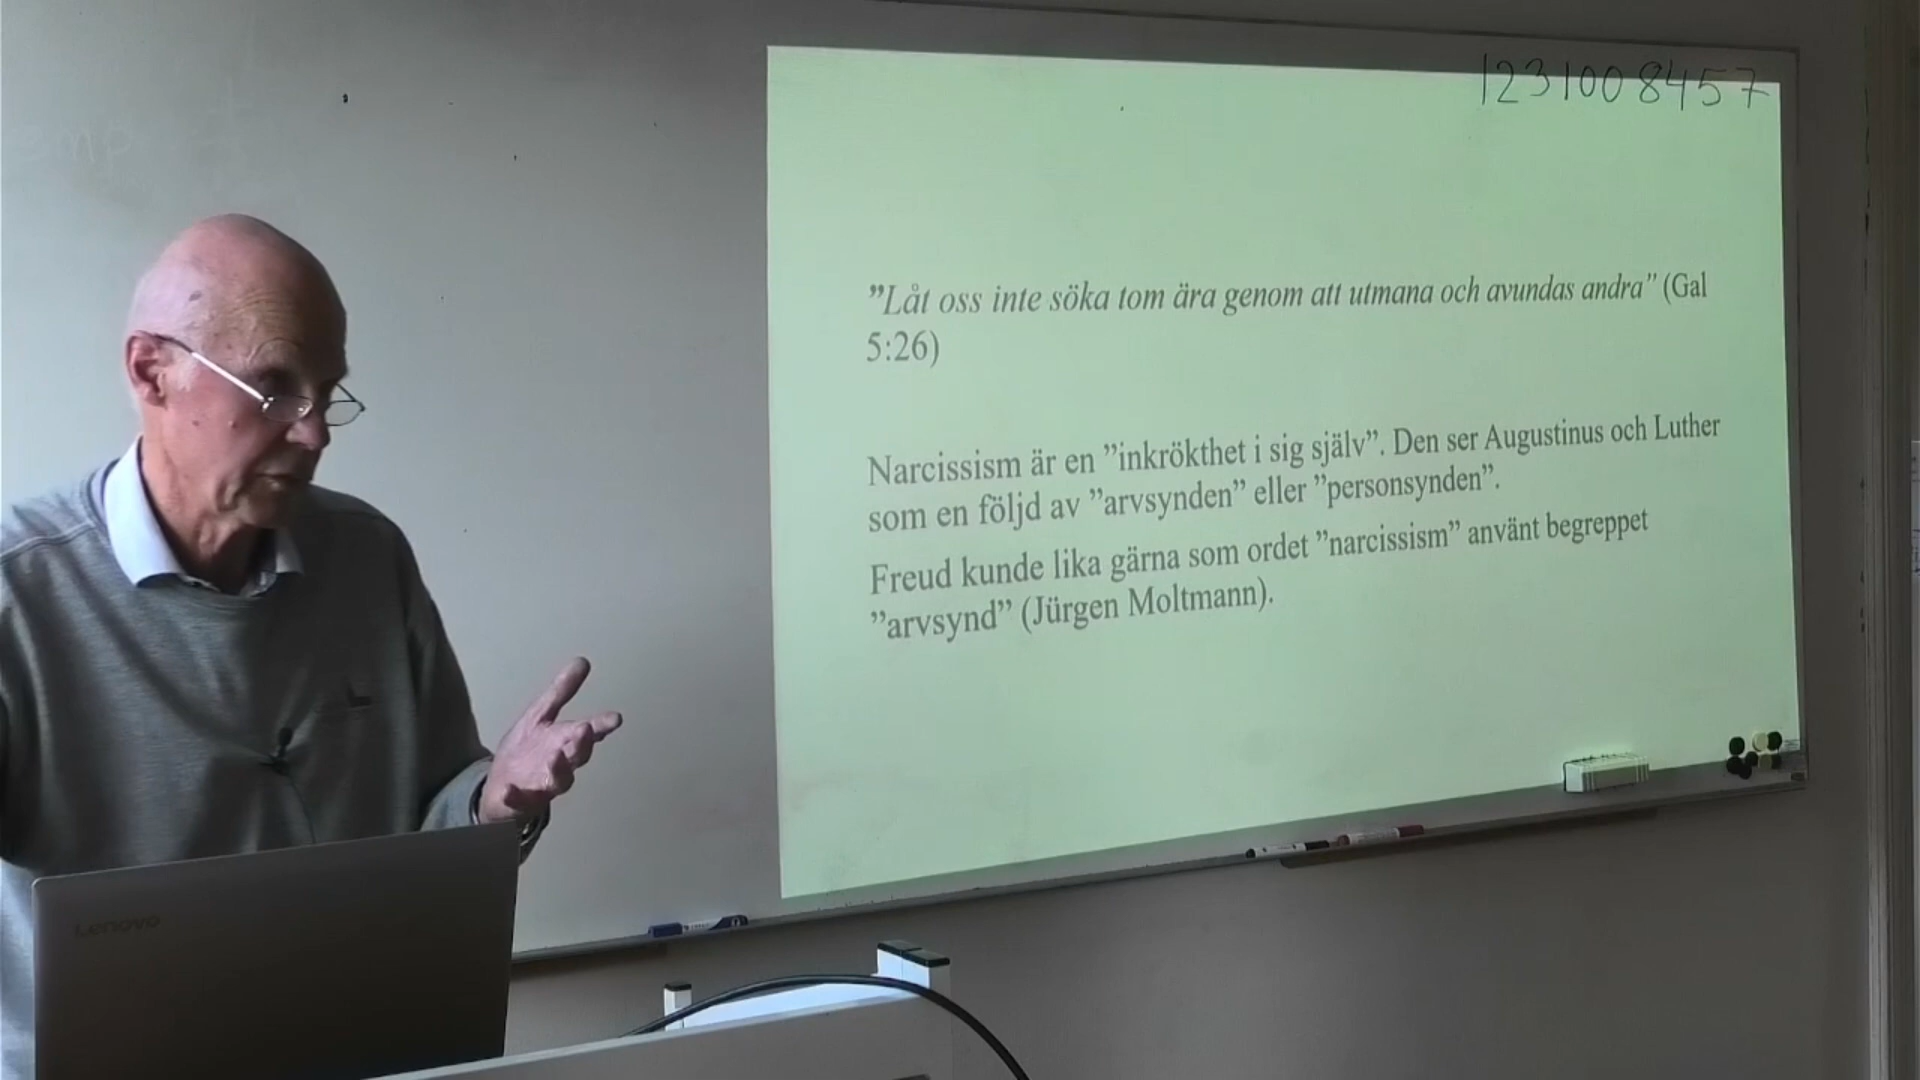 1231008457
”Låt oss inte söka tom ära genom att utmana och avundas andra” (Gal
5:26)
Narcissism är en ”inkrökthet i sig själv”. Den ser Augustinus och Luther
som en följd av ”arvsynden” eller ”personsynden”.
Freud kunde lika gärna som ordet ”narcissism” använt begreppet
”arvsynd” (Jürgen Moltmann).
Lenovo